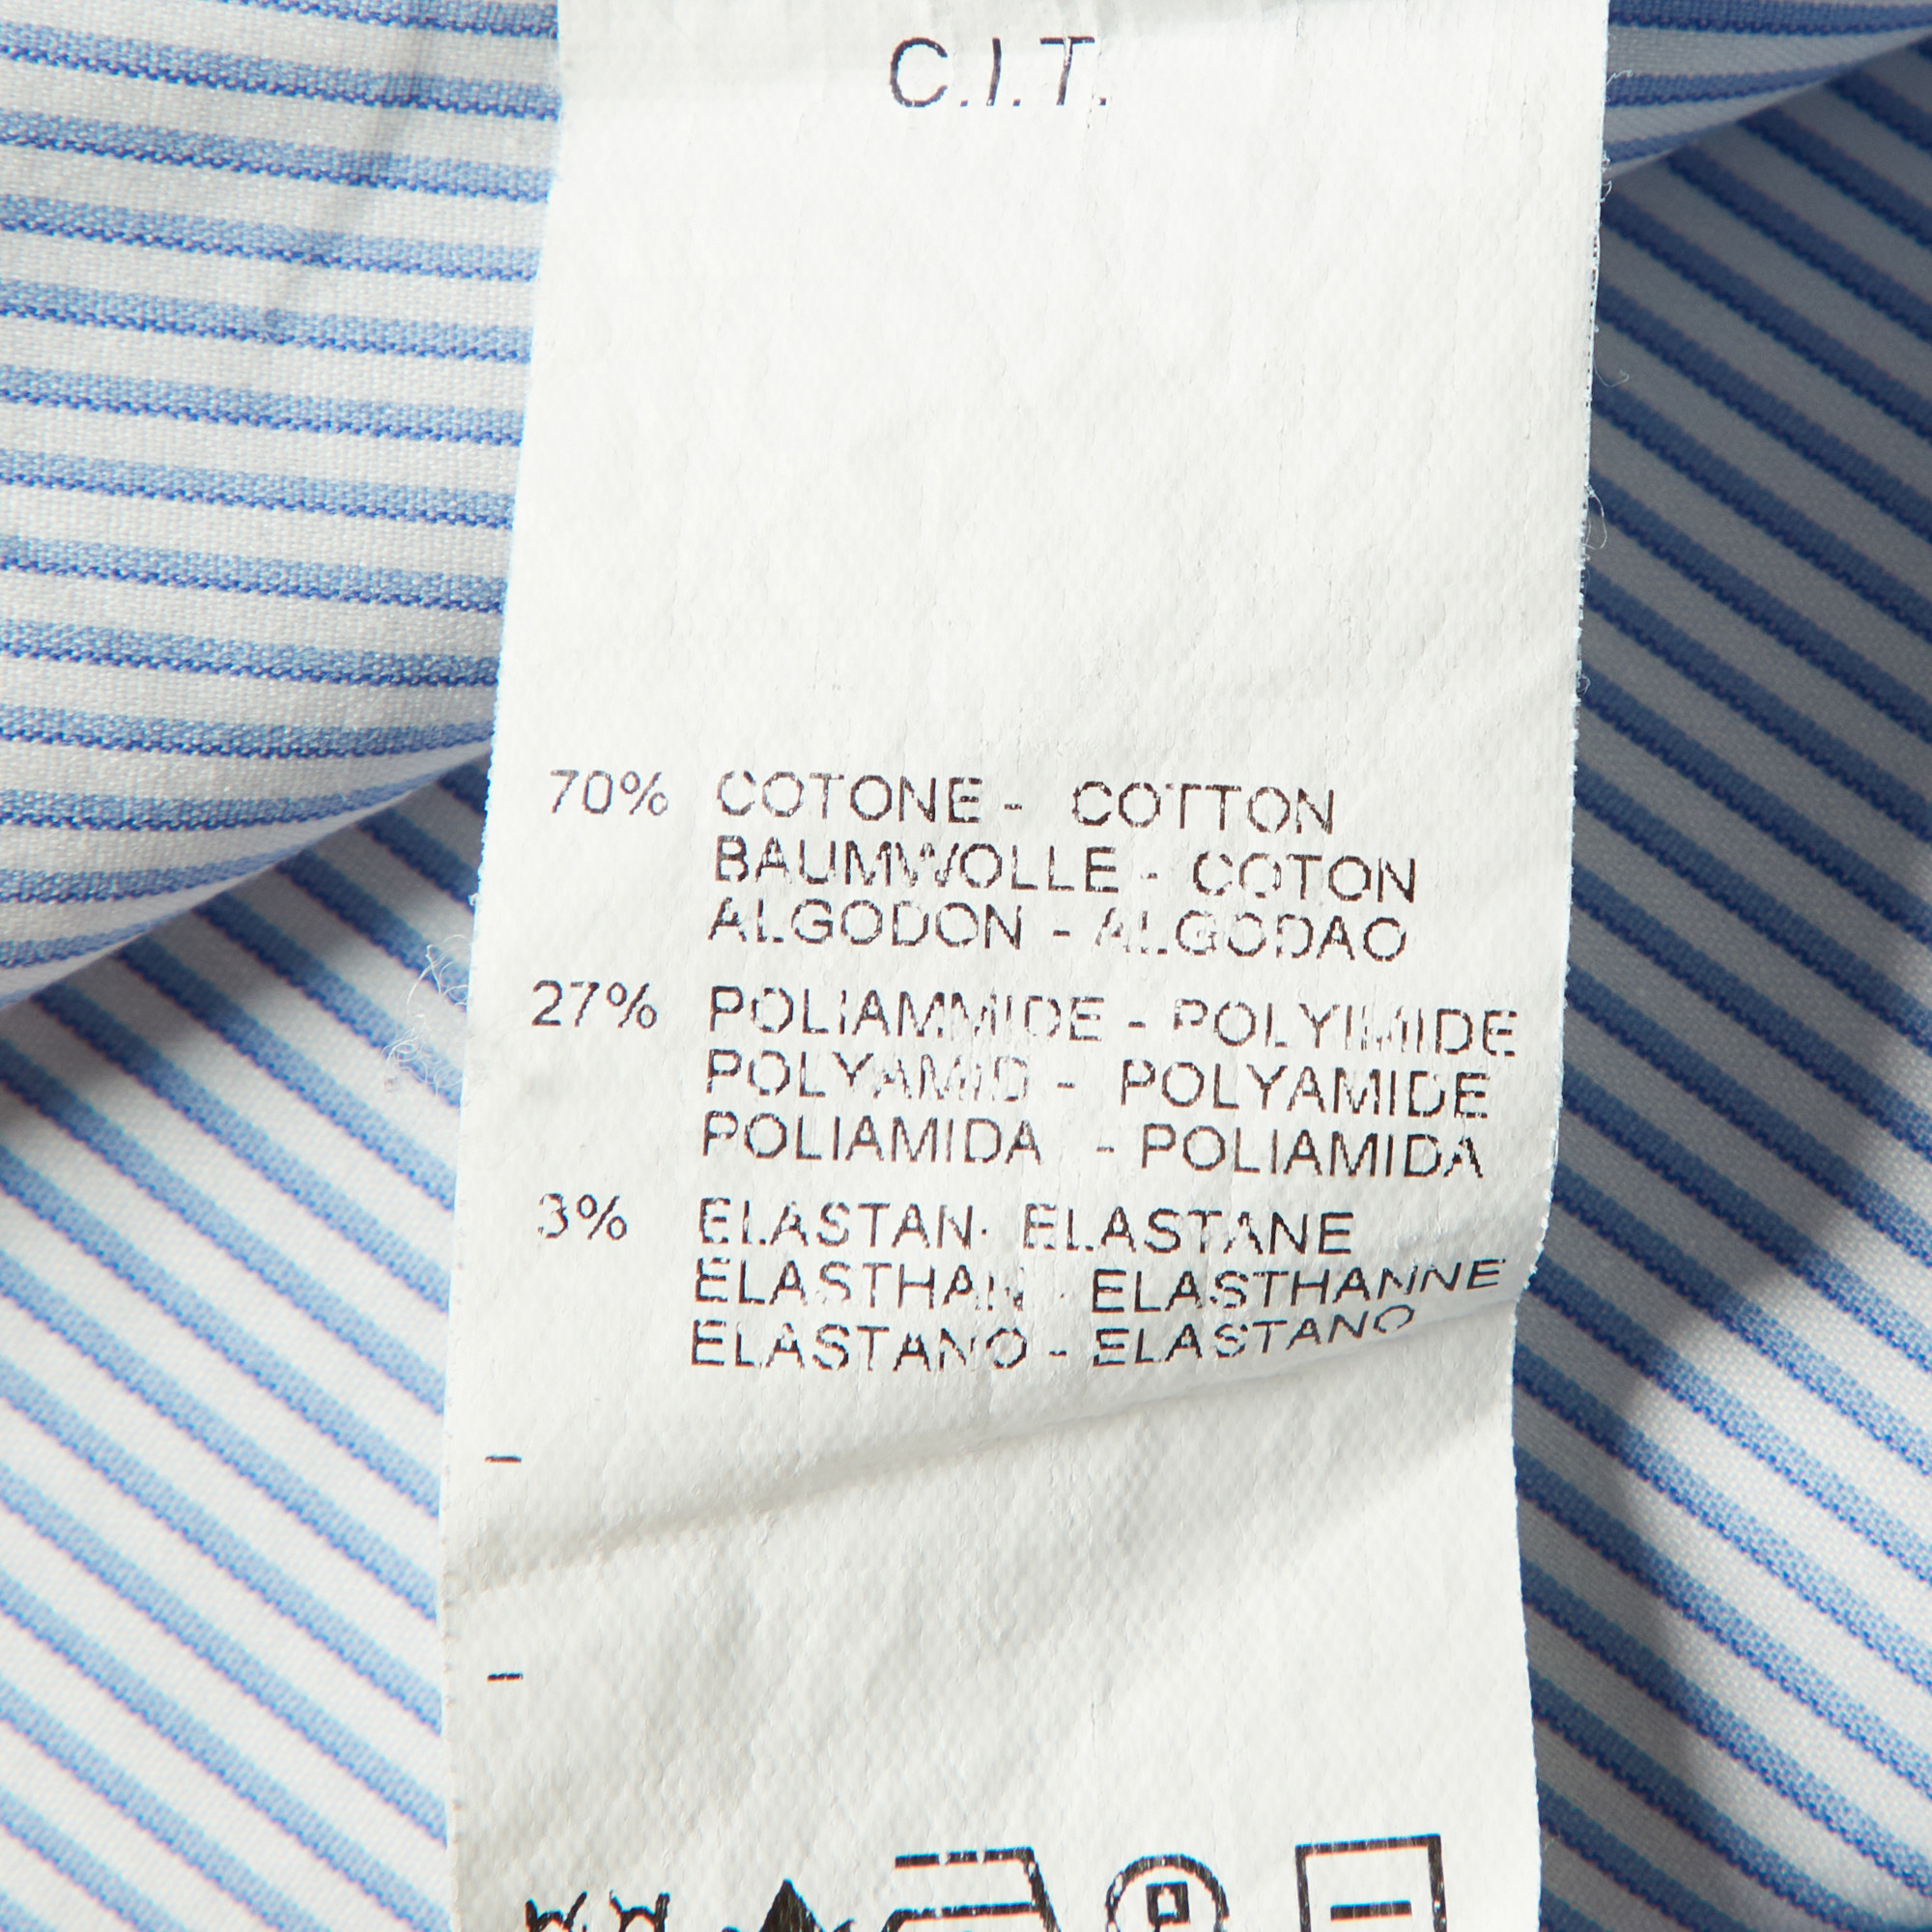 C.I.T.
70% COTONE - COTTON
BAUMWOLLE - COTON
ALGODON - ALGODAO
27% POLIAMMIDE - POLYIMIDE
POLYAMID - POLYAMIDE
POLIAMIDA - POLIAMIDA
3% ELASTAN- ELASTANE
ELASTHAN - ELASTHANNE
ELASTANO - ELASTANO
-
-